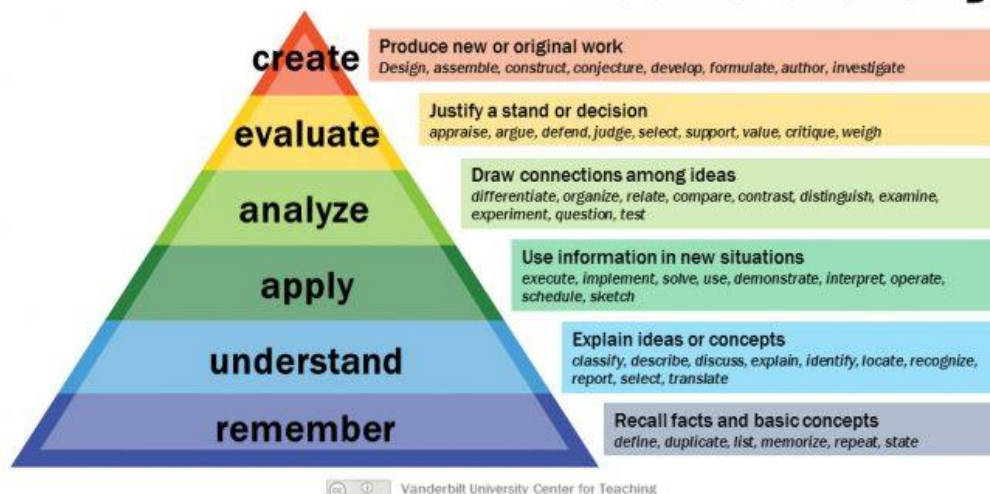 create
Produce new or original work
Design, assemble, construct, conjecture, develop, formulate, author, investigate
evaluate
Justify a stand or decision
appraise, argue, defend, judge, select, support, value, critique, weigh
analyze
Draw connections among ideas
differentiate, organize, relate, compare, contrast, distinguish, examine,
experiment, question, test
apply
Use information in new situations
execute, implement, solve, use, demonstrate, interpret, operate,
schedule, sketch
understand
Explain ideas or concepts
classify, describe, discuss, explain, identify, locate, recognize,
report, select, translate
remember
Recall facts and basic concepts
define, duplicate, list, memorize, repeat, state
cc
Vanderbilt University Center for Teaching